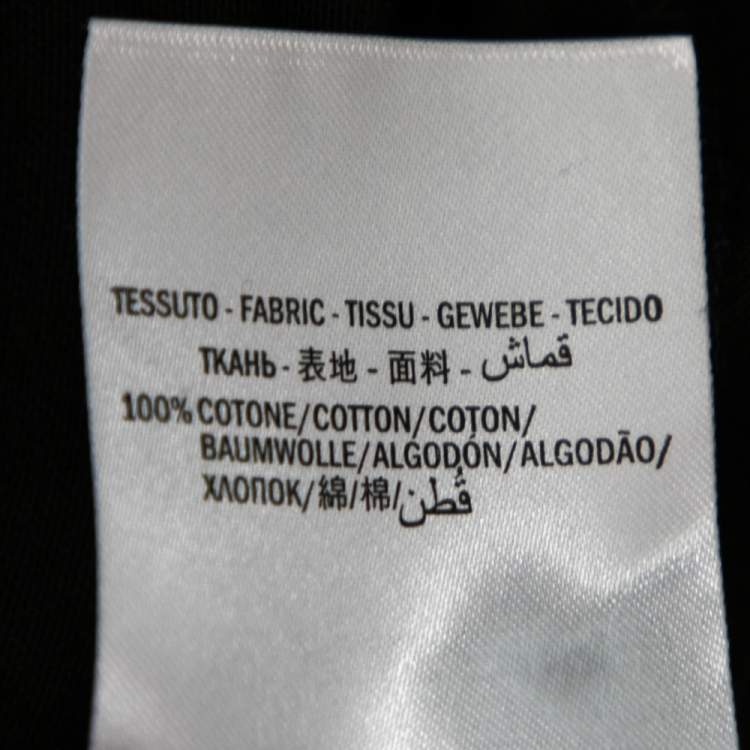 TESSUTO - FABRIC - TISSU - GEWEBE - TECIDO
ТКАНЬ - 表地 - 面料 - قماش
100% COTONE/COTTON/COTON/
BAUMWOLLE/ALGODÓN/ALGODÃO/
ХЛОПОК/綿/棉/قُطن